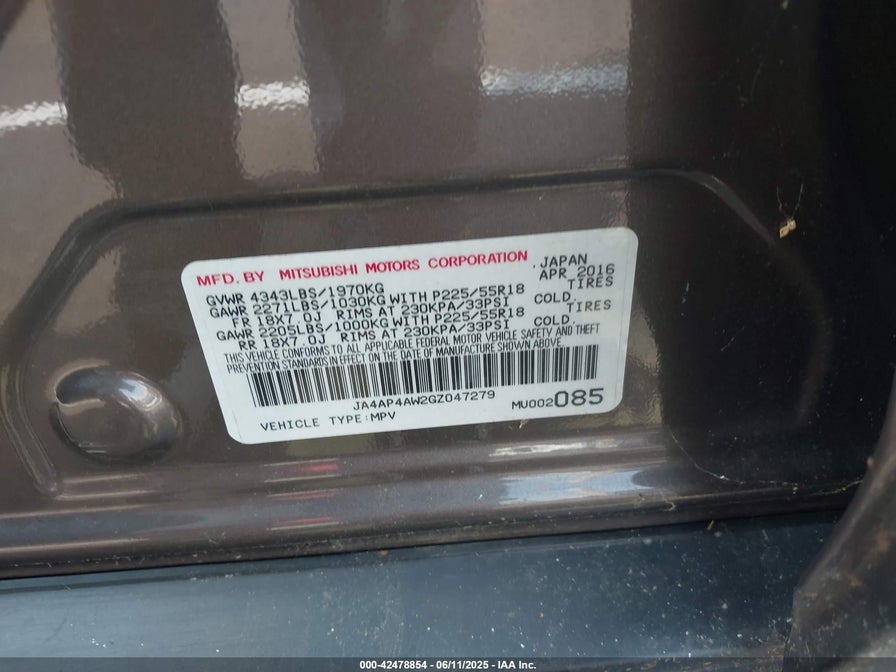 MFD. BY MITSUBISHI MOTORS CORPORATION . JAPAN
APR 2016
GVWR 4343LBS/1970KG
GAWR 2271LBS/1030KG WITH P225/55R18 TIRES
FR 18X7.0J RIMS AT 230KPA/33PSI COLD.
GAWR 2205LBS/1000KG WITH P225/55R18 TIRES
RR 18X7.0J RIMS AT 230KPA/33PSI COLD.
THIS VEHICLE CONFORMS TO ALL APPLICABLE FEDERAL MOTOR VEHICLE SAFETY AND THEFT
PREVENTION STANDARDS IN EFFECT ON THE DATE OF MANUFACTURE SHOWN ABOVE.
JA4AP4AW2GZ047279
VEHICLE TYPE:MPV MU002085
000-42478854 - 06/11/2025 - IAA Inc.